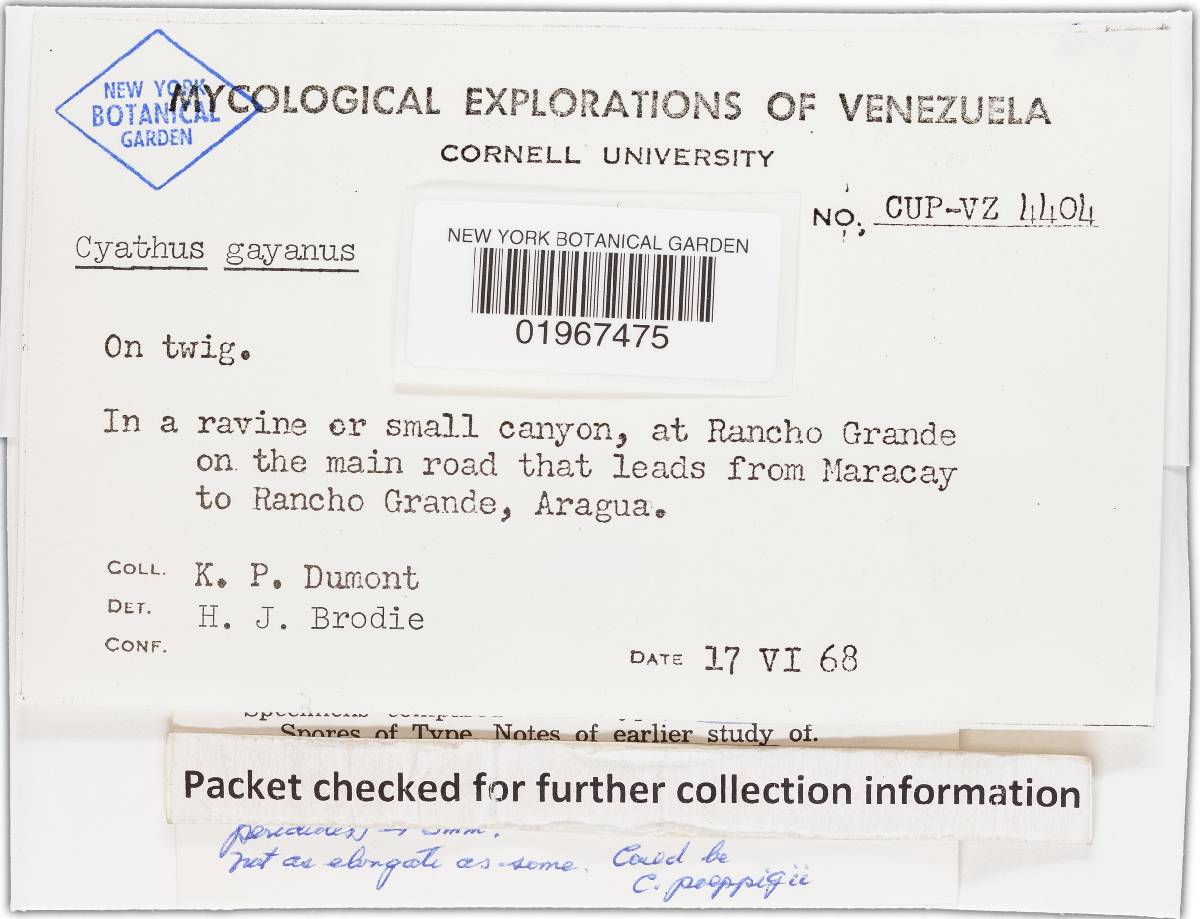 NEW YORK
BOTANICAL
GARDEN
MYCOLOGICAL EXPLORATIONS OF VENEZUELA
CORNELL UNIVERSITY
NO. CUP-VZ 4404
NEW YORK BOTANICAL GARDEN
01967475
Cyathus gayanus
On twig.
In a ravine or small canyon, at Rancho Grande
on the main road that leads from Maracay
to Rancho Grande, Aragua.
COLL. K. P. Dumont
DET. H. J. Brodie
CONF.
DATE 17 VI 68
Specimens compared
Spores of Type. Notes of earlier study of.
Packet checked for further collection information
mm.
not as elongate as some. Could be
C. poeppigii